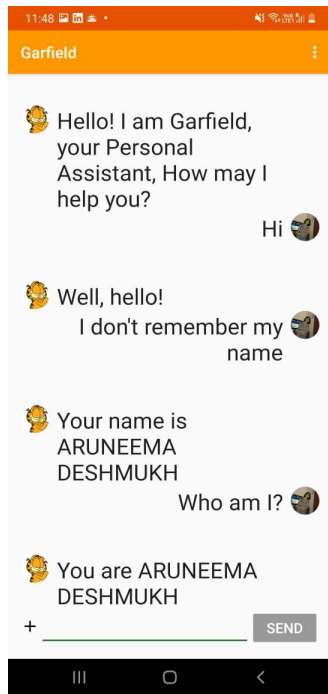 11:48
Garfield
Hello! I am Garfield,
your Personal
Assistant, How may I
help you?
Hi
Well, hello!
I don't remember my
name
Your name is
ARUNEEMA
DESHMUKH
Who am I?
You are ARUNEEMA
DESHMUKH
+
SEND